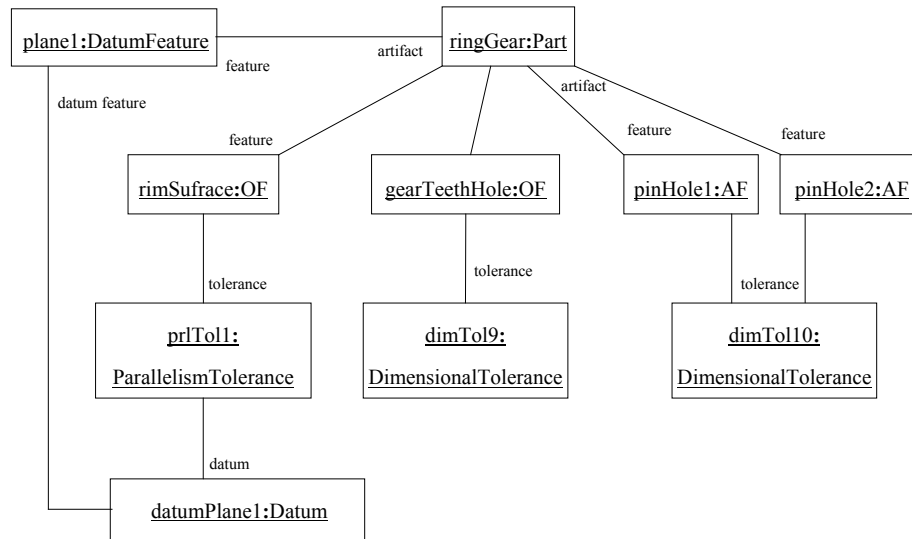 plane1:DatumFeature
ringGear:Part
artifact
feature
artifact
datum feature
feature
feature
feature
rimSufrace:OF
gearTeethHole:OF
pinHole1:AF
pinHole2:AF
tolerance
tolerance
tolerance
prlTol1:
ParallelismTolerance
dimTol9:
DimensionalTolerance
dimTol10:
DimensionalTolerance
datum
datumPlane1:Datum